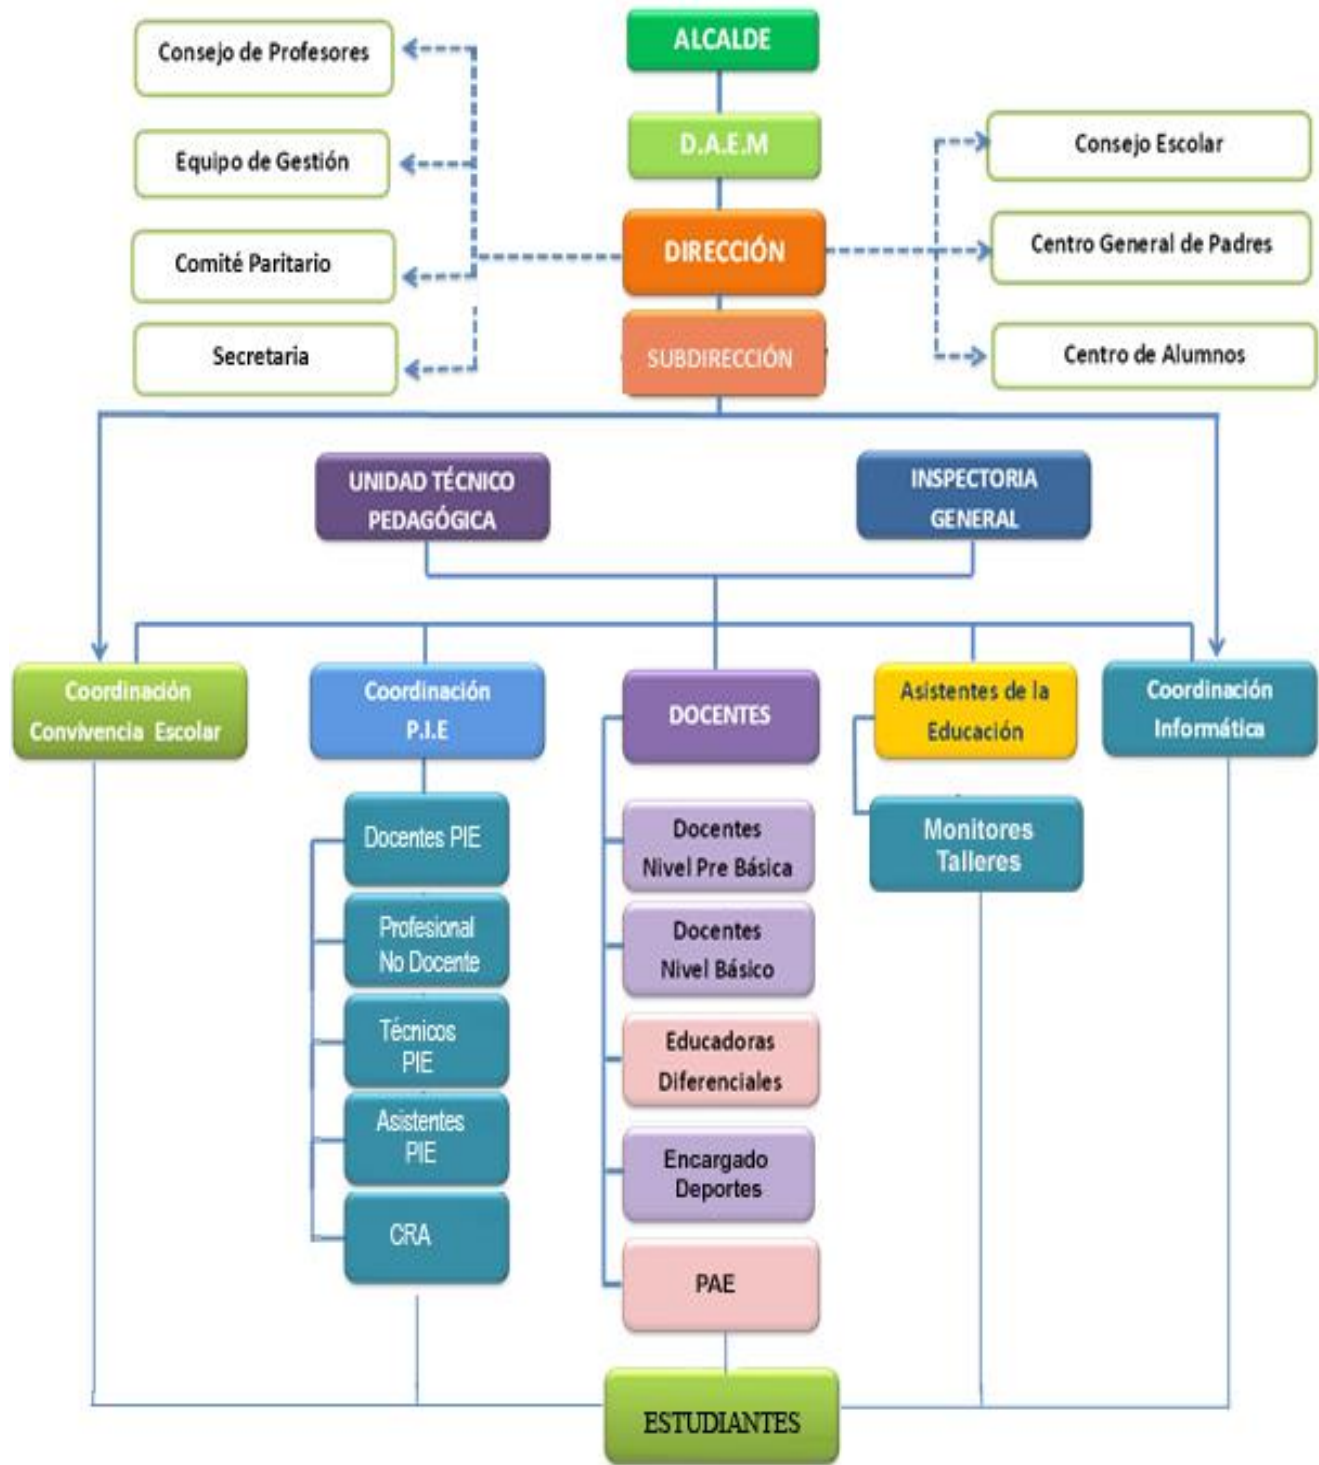 ALCALDE
D.A.E.M
DIRECCIÓN
SUBDIRECCIÓN
Consejo de Profesores
Equipo de Gestión
Comité Paritario
Secretaria
Consejo Escolar
Centro General de Padres
Centro de Alumnos
UNIDAD TÉCNICO
PEDAGÓGICA
INSPECTORIA
GENERAL
Coordinación
Convivencia Escolar
Coordinación
P.I.E
DOCENTES
Asistentes de la
Educación
Coordinación
Informática
Docentes PIE
Profesional
No Docente
Técnicos
PIE
Asistentes
PIE
CRA
Docentes
Nivel Pre Básica
Docentes
Nivel Básico
Educadoras
Diferenciales
Encargado
Deportes
PAE
Monitores
Talleres
ESTUDIANTES